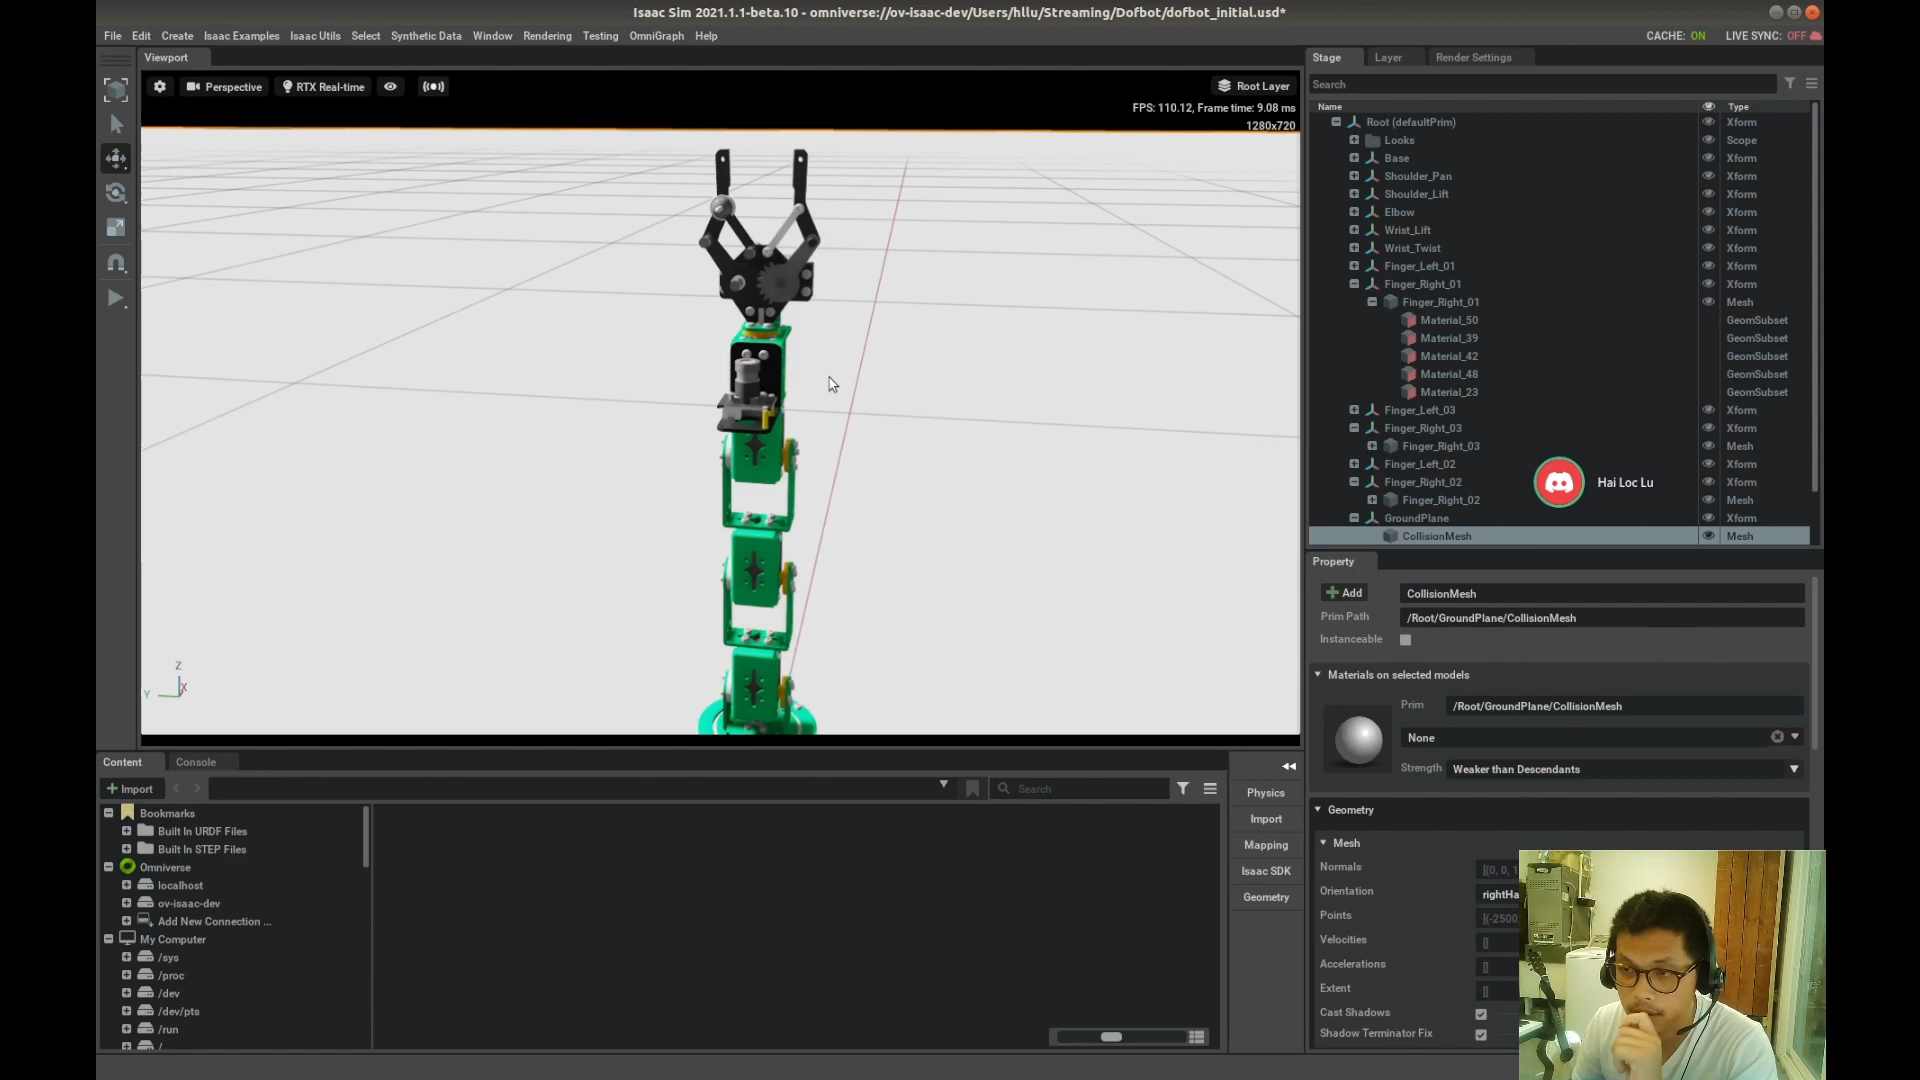 Isaac Sim 2021.1.1-beta.10 - omniverse://ov-isaac-dev/Users/hllu/Streaming/Dofbot/dofbot_initial.usd*
File Edit Create Isaac Examples Isaac Utils Select Synthetic Data Window Rendering Testing OmniGraph Help
CACHE: ON LIVE SYNC: OFF
Viewport
Perspective RTX Real-time
Root Layer
FPS: 110.12, Frame time: 9.08 ms
1280x720
Z
Y X
Stage Layer Render Settings
Search
Name Type
Root (defaultPrim) Xform
Looks Scope
Base Xform
Shoulder_Pan Xform
Shoulder_Lift Xform
Elbow Xform
Wrist_Lift Xform
Wrist_Twist Xform
Finger_Left_01 Xform
Finger_Right_01 Xform
Finger_Right_01 Mesh
Material_50 GeomSubset
Material_39 GeomSubset
Material_42 GeomSubset
Material_48 GeomSubset
Material_23 GeomSubset
Finger_Left_03 Xform
Finger_Right_03 Xform
Finger_Right_03 Mesh
Finger_Left_02 Xform
Finger_Right_02 Xform
Finger_Right_02 Mesh
GroundPlane Xform
CollisionMesh Mesh
Hai Loc Lu
Property
Add CollisionMesh
Prim Path /Root/GroundPlane/CollisionMesh
Instanceable
Materials on selected models
Prim /Root/GroundPlane/CollisionMesh
None
Strength Weaker than Descendants
Geometry
Mesh
Normals [(0, 0, 1
Orientation rightHa
Points [(-2500,
Velocities []
Accelerations []
Extent []
Cast Shadows
Shadow Terminator Fix
Content Console
Import
Search
Bookmarks
Built In URDF Files
Built In STEP Files
Omniverse
localhost
ov-isaac-dev
Add New Connection ...
My Computer
/sys
/proc
/dev
/dev/pts
/run
/
Physics
Import
Mapping
Isaac SDK
Geometry